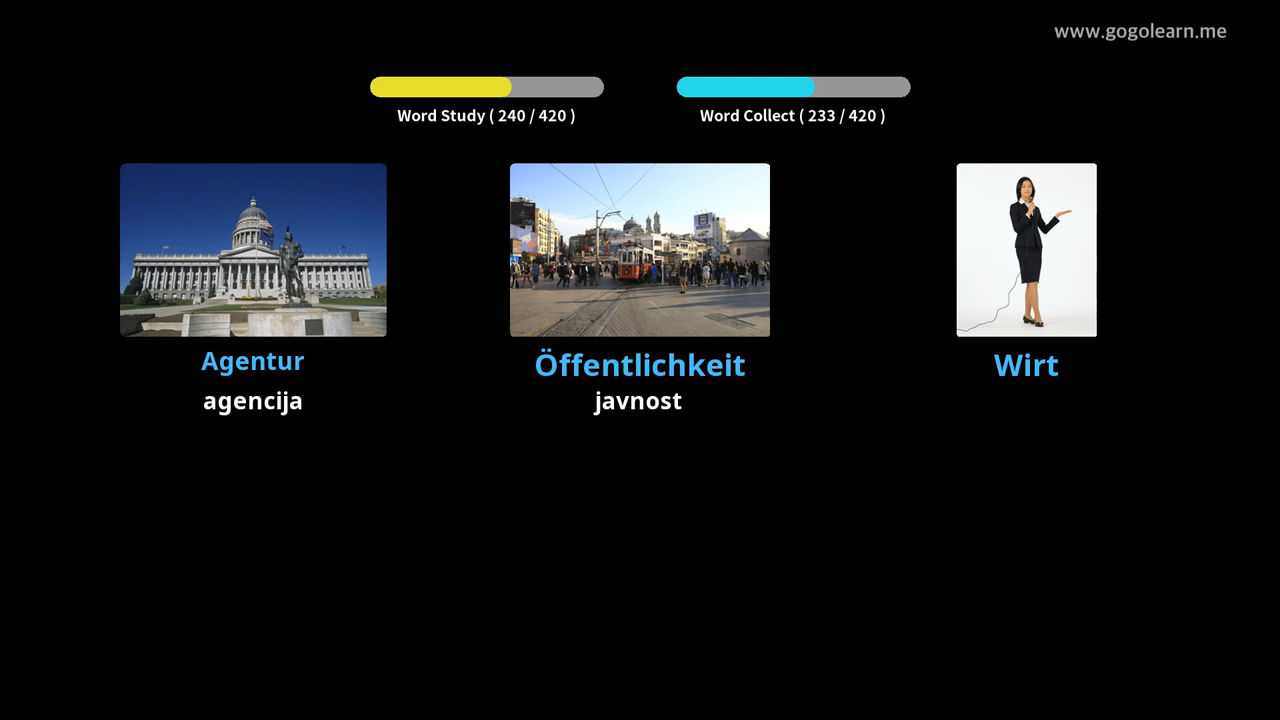 www.gogolearn.me
Word Study ( 240 / 420 )
Word Collect ( 233 / 420 )
Agentur
Öffentlichkeit
Wirt
agencija
javnost